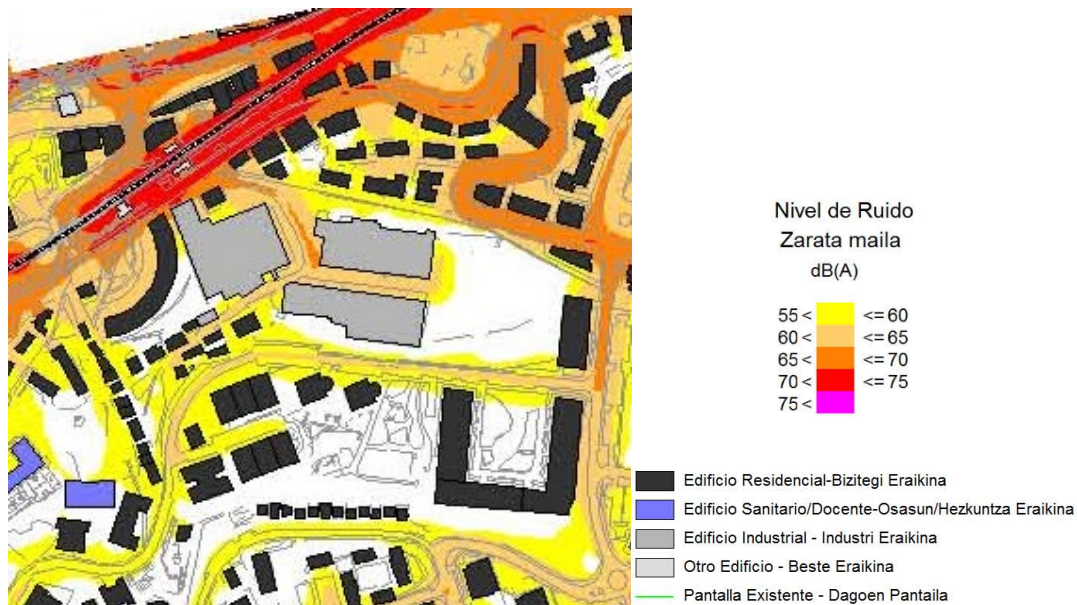 Nivel de Ruido
Zarata maila
dB(A)
55 < <= 60
60 < <= 65
65 < <= 70
70 < <= 75
75 <
Edificio Residencial-Bizitegi Eraikina
Edificio Sanitario/Docente-Osasun/Hezkuntza Eraikina
Edificio Industrial - Industri Eraikina
Otro Edificio - Beste Eraikina
Pantalla Existente - Dagoen Pantaila